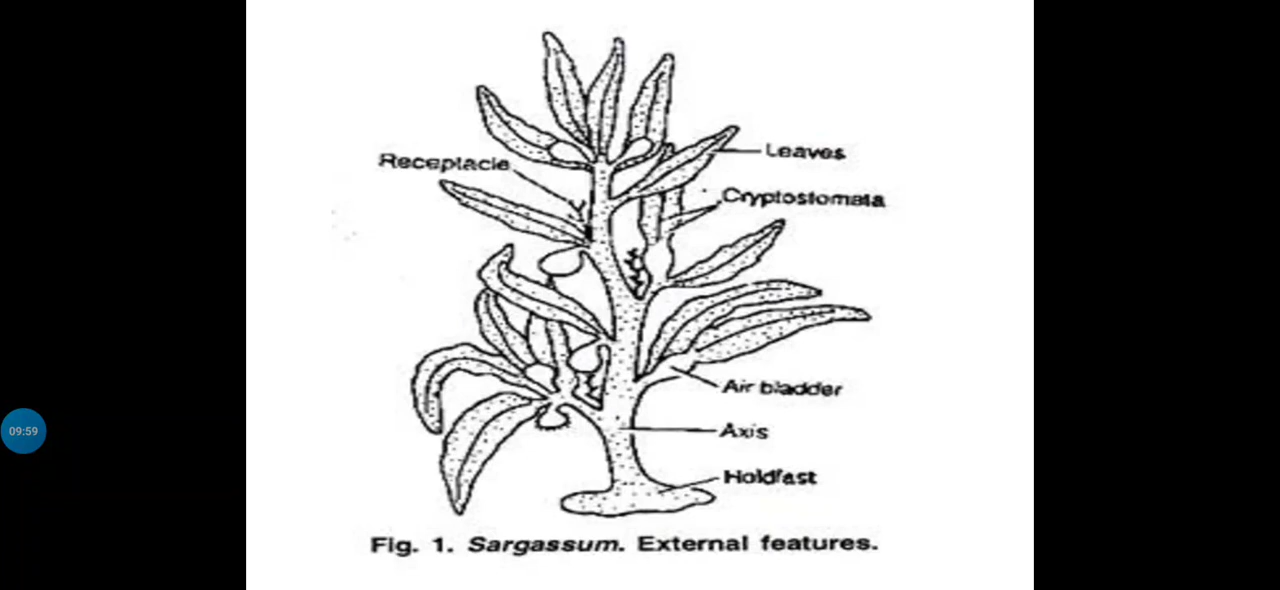 Receptacle
Leaves
Cryptostomata
Air bladder
Axis
Holdfast
09:59
Fig. 1. Sargassum. External features.